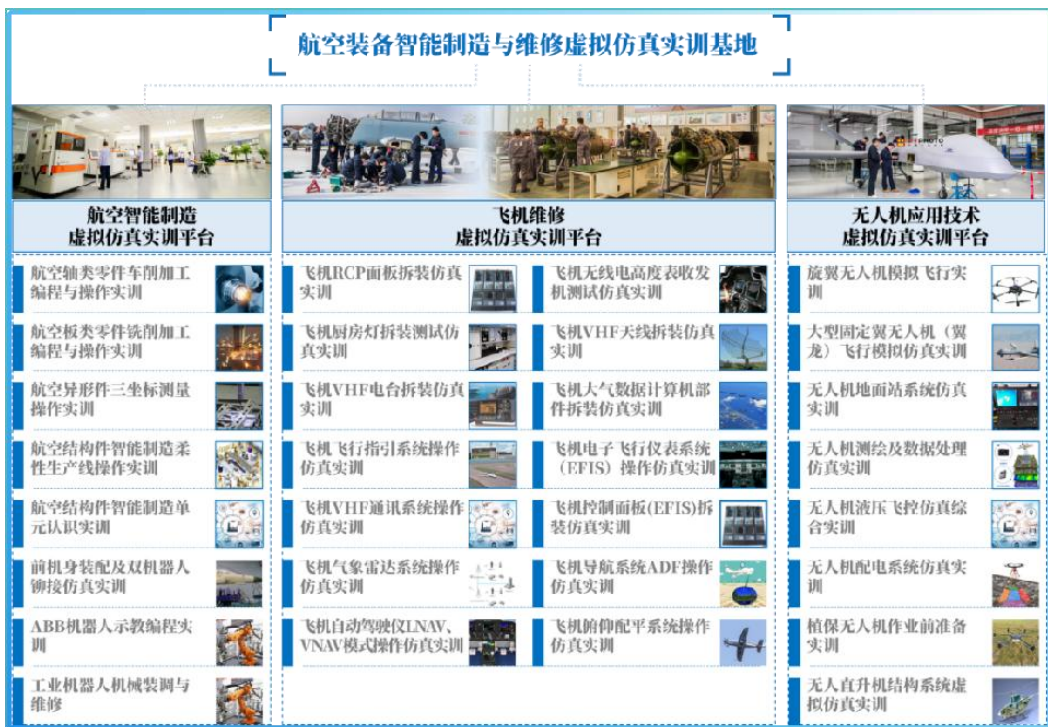 航空装备智能制造与维修虚拟仿真实训基地
航空智能制造
虚拟仿真实训平台
航空轴类零件车削加工
编程与操作实训
航空板类零件铣削加工
编程与操作实训
航空异形件三坐标测量
操作实训
航空结构件智能制造柔
性生产线操作实训
航空结构件智能制造单
元认识实训
前机身装配及双机器人
铆接仿真实训
ABB机器人示教编程实
训
工业机器人机械装调与
维修
飞机维修
虚拟仿真实训平台
飞机RCP面板拆装仿真
实训
飞机厨房灯拆装测试仿
真实训
飞机VHF电台拆装仿真
实训
飞机飞行指引系统操作
仿真实训
飞机VHF通讯系统操作
仿真实训
飞机气象雷达系统操作
仿真实训
飞机自动驾驶仪LNAV、
VNAV模式操作仿真实训
飞机无线电高度表收发
机测试仿真实训
飞机VHF天线拆装仿真
实训
飞机大气数据计算机部
件拆装仿真实训
飞机电子飞行仪表系统
（EFIS）操作仿真实训
飞机控制面板(EFIS)拆
装仿真实训
飞机导航系统ADF操作
仿真实训
飞机俯仰配平系统操作
仿真实训
无人机应用技术
虚拟仿真实训平台
旋翼无人机模拟飞行实
训
大型固定翼无人机（翼
龙）飞行模拟仿真实训
无人机地面站系统仿真
实训
无人机测绘及数据处理
仿真实训
无人机液压飞控仿真综
合实训
无人机配电系统仿真实
训
植保无人机作业前准备
实训
无人直升机结构系统虚
拟仿真实训